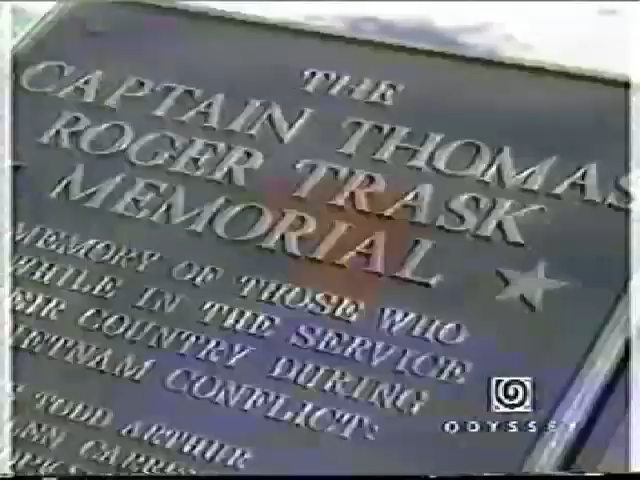 THE
CAPTAIN THOMAS
ROGER TRASK
MEMORIAL
MEMORY OF THOSE WHO
WHILE IN THE SERVICE
COUNTRY DURING
VIETNAM CONFLICT:
TODD ARTHUR
ODYSSEY